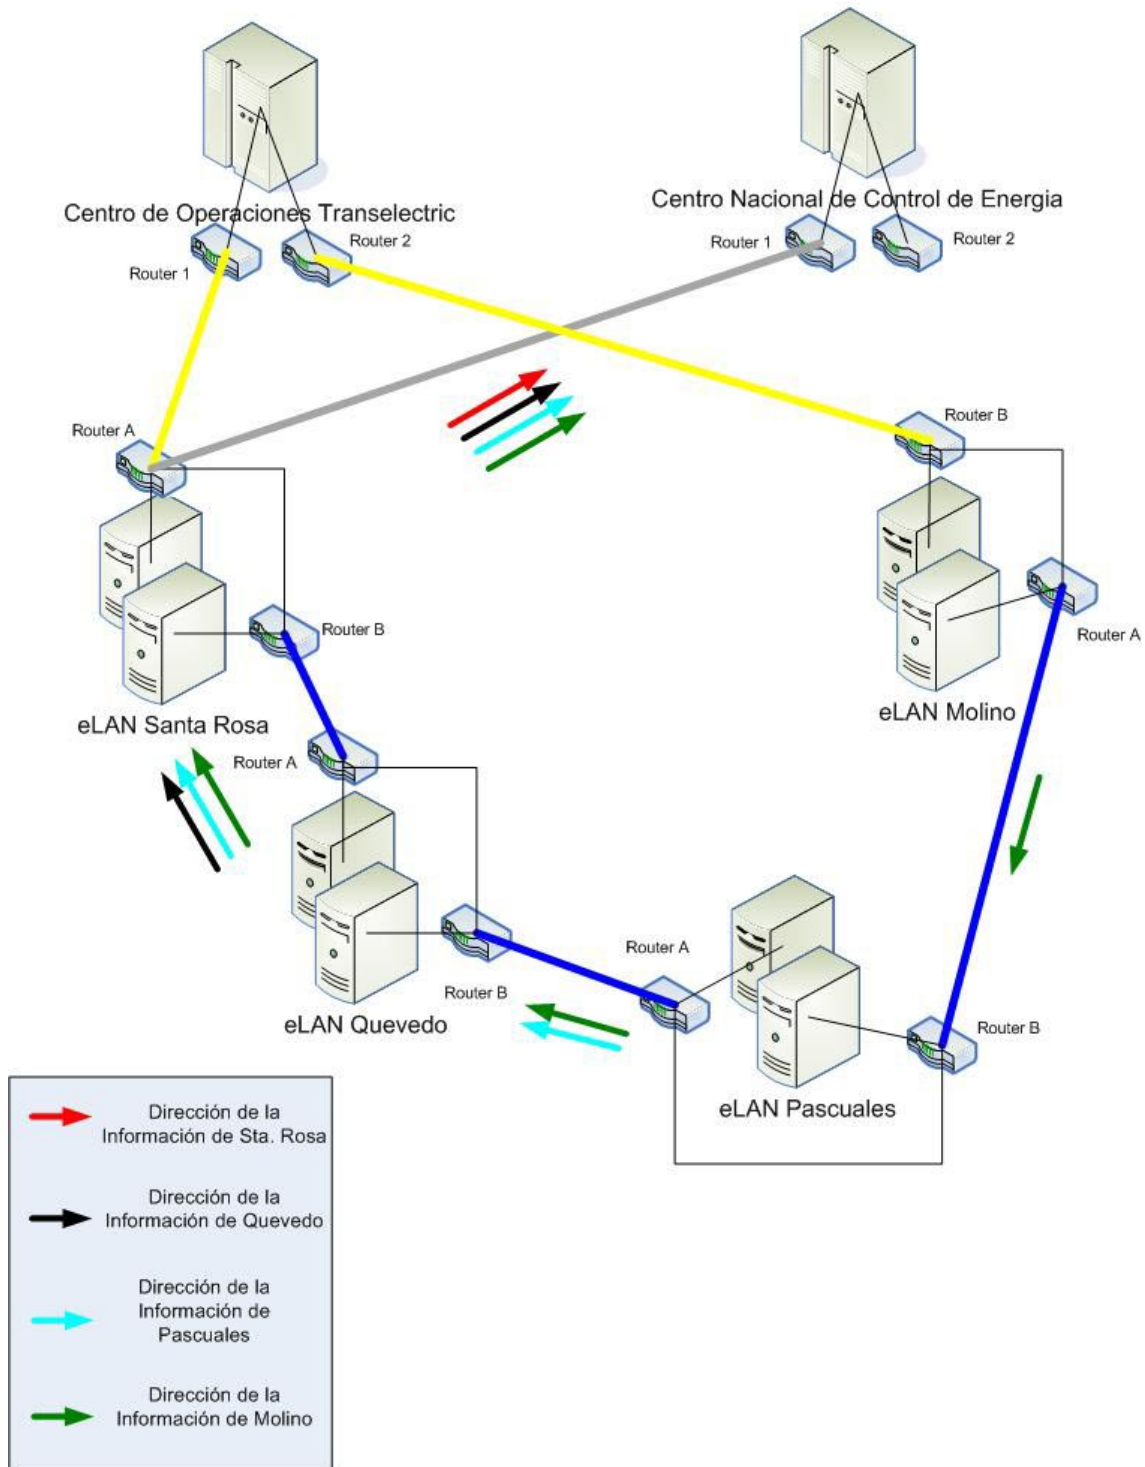 Centro de Operaciones Transelectric
Centro Nacional de Control de Energia
Router 1
Router 2
Router 1
Router 2
Router A
Router B
Router B
Router A
eLAN Santa Rosa
eLAN Molino
Router A
Router B
Router A
Router B
eLAN Quevedo
eLAN Pascuales
Dirección de la
Información de Sta. Rosa
Dirección de la
Información de Quevedo
Dirección de la
Información de
Pascuales
Dirección de la
Información de Molino